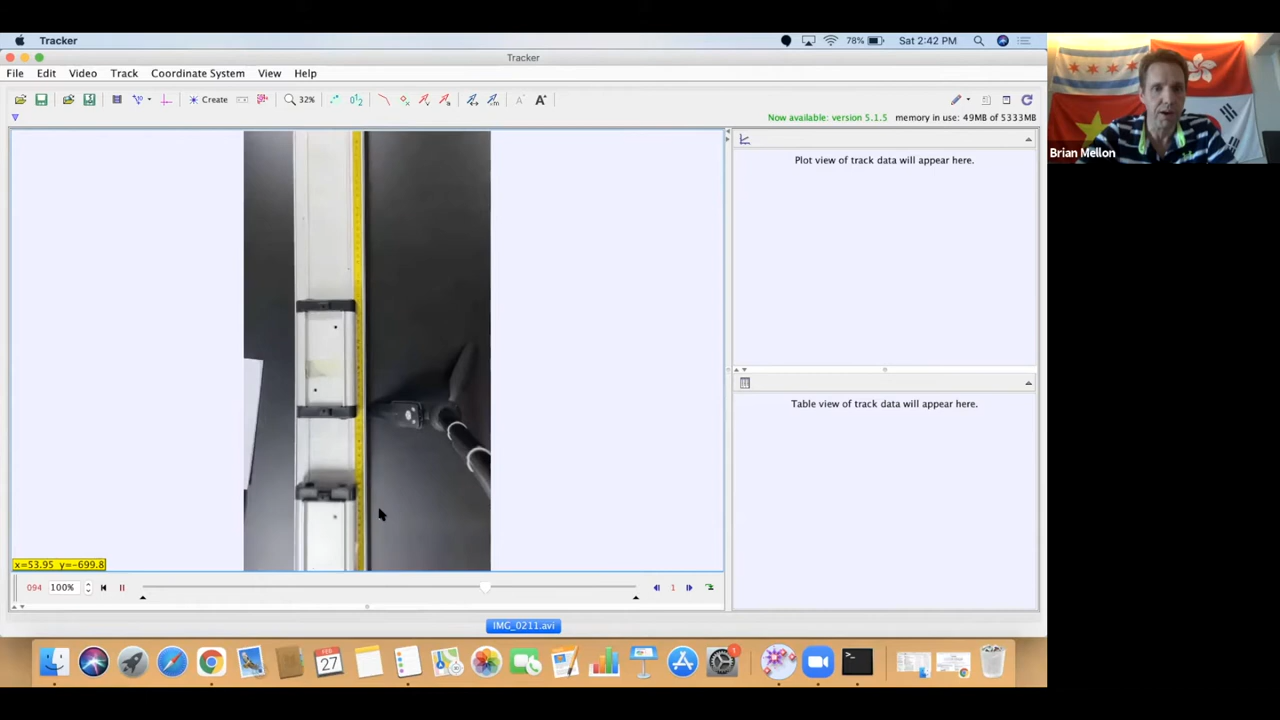 Tracker
78%
Sat 2:42 PM
Tracker
File Edit Video Track Coordinate System View Help
Create
32%
A A
Now available: version 5.1.5 memory in use: 49MB of 5333MB
Plot view of track data will appear here.
Brian Mellon
Table view of track data will appear here.
x=53.95 y=-699.8
094 100%
1
IMG_0211.avi
FEB
27
1